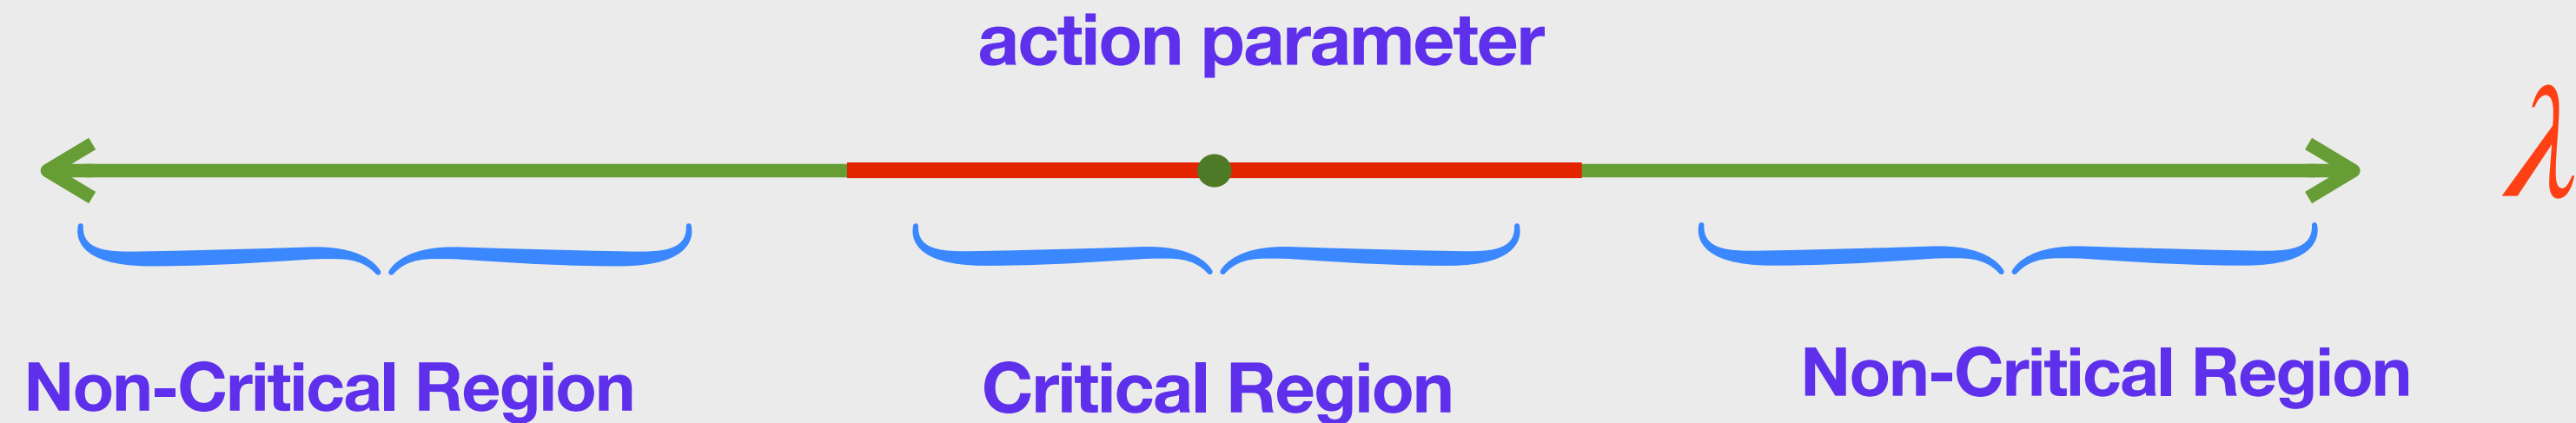 action parameter
λ
Non-Critical Region
Critical Region
Non-Critical Region